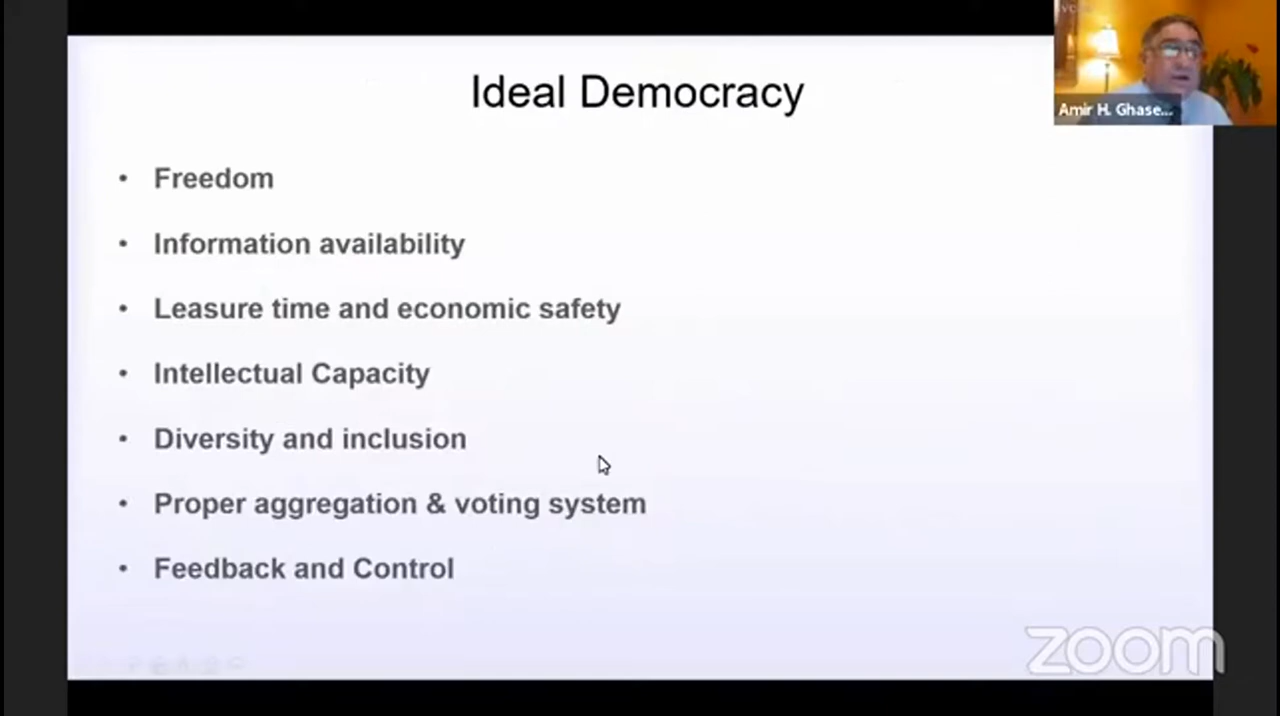 Ideal Democracy
Amir H. Ghase...
• Freedom
• Information availability
• Leasure time and economic safety
• Intellectual Capacity
• Diversity and inclusion
• Proper aggregation & voting system
• Feedback and Control
zoom